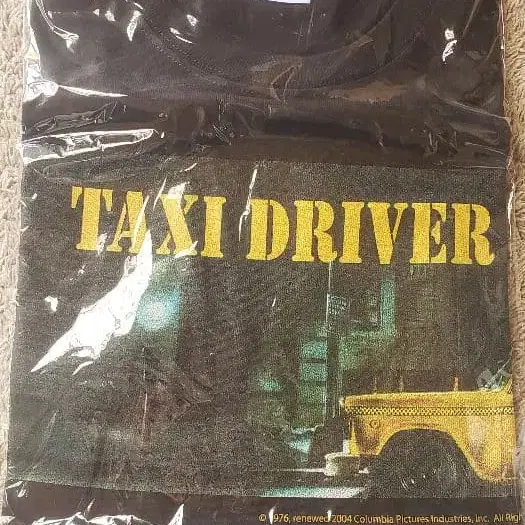 TAXI DRIVER
© 1976, renewed 2004 Columbia Pictures Industries, Inc. All Rig